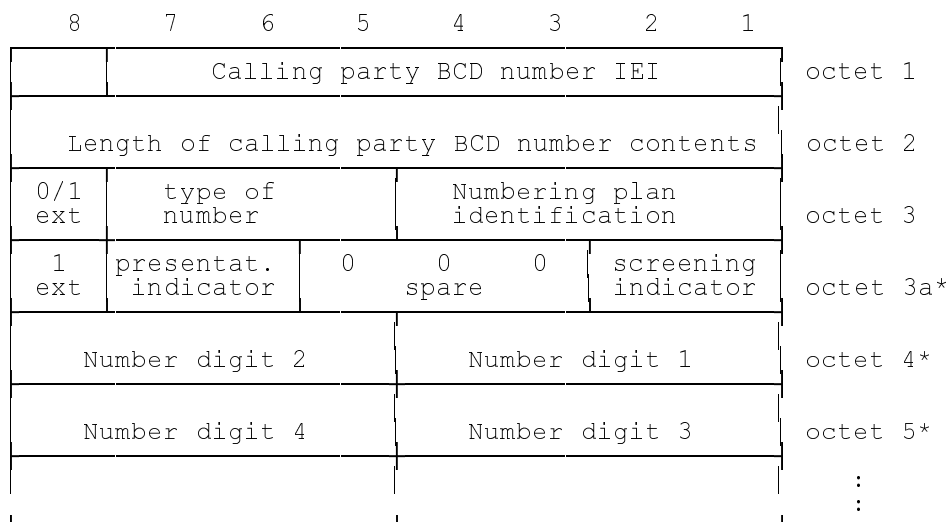 8 7 6 5 4 3 2 1
Calling party BCD number IEI octet 1
Length of calling party BCD number contents octet 2
0/1 type of Numbering plan
ext number identification octet 3
1 presentat. 0 0 0 screening
ext indicator spare indicator octet 3a*
Number digit 2 Number digit 1 octet 4*
Number digit 4 Number digit 3 octet 5*
:
: